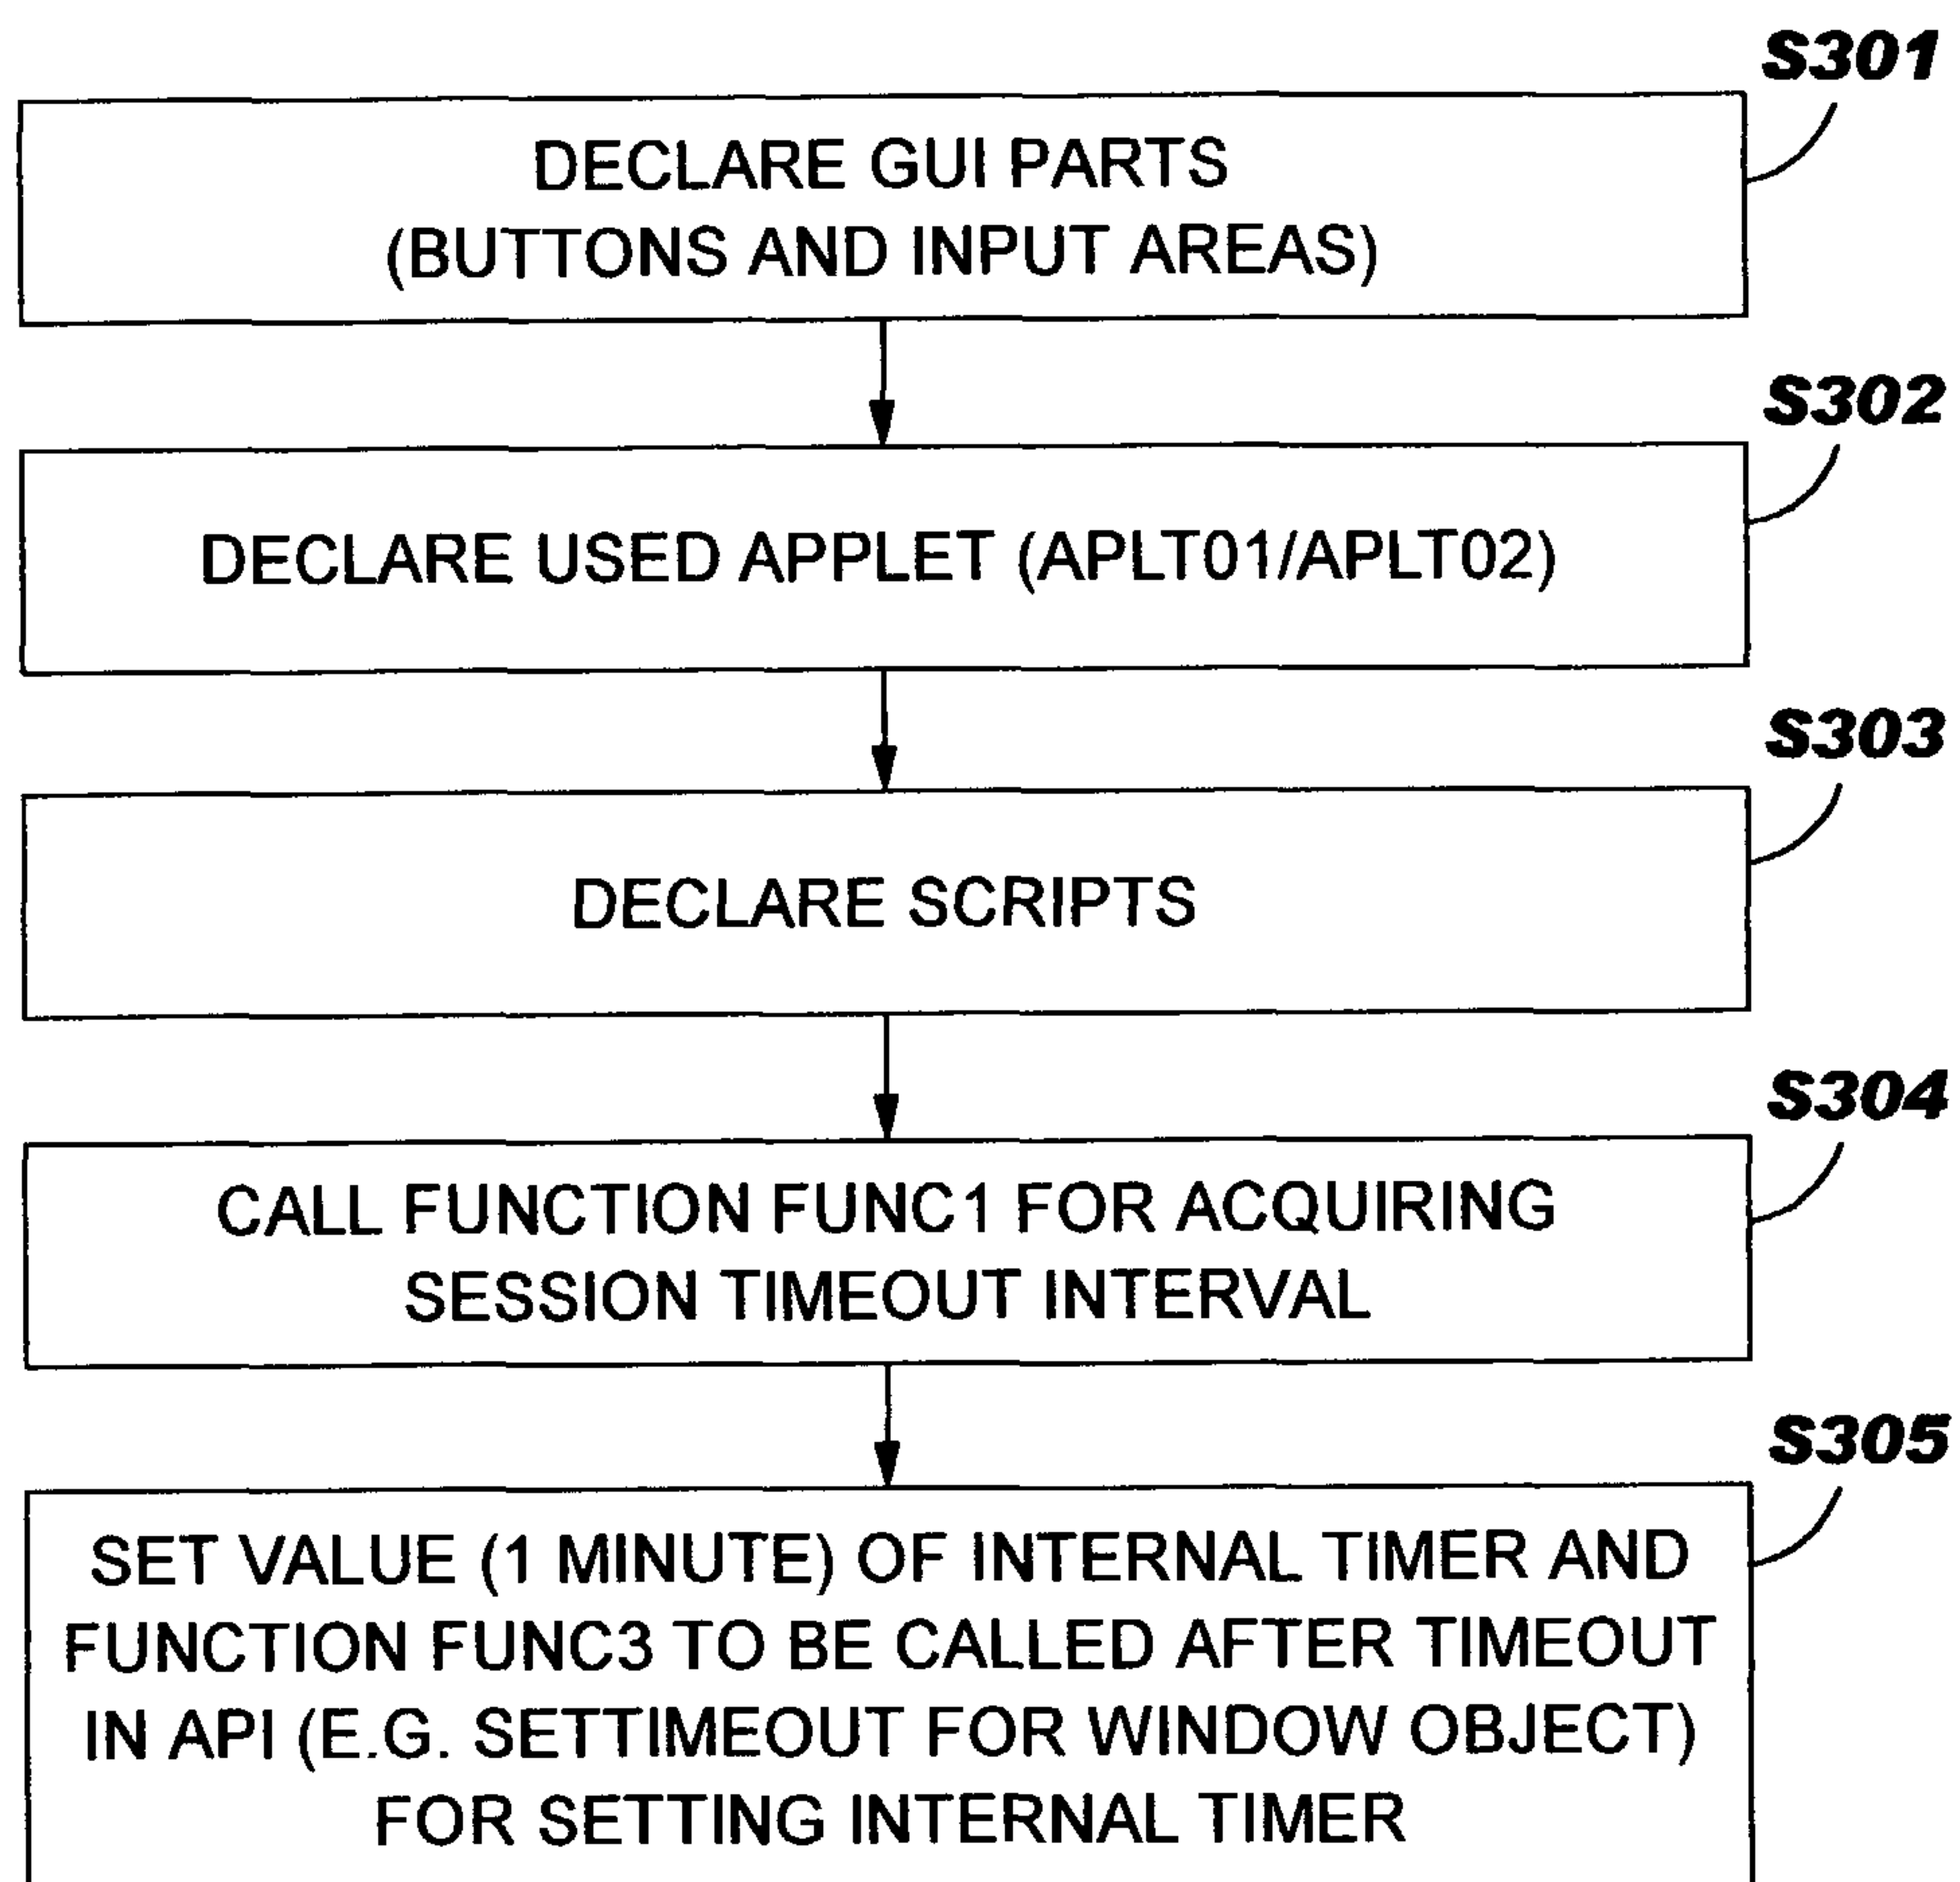 S301
DECLARE GUI PARTS
(BUTTONS AND INPUT AREAS)
S302
DECLARE USED APPLET (APLT01/APLT02)
S303
DECLARE SCRIPTS
S304
CALL FUNCTION FUNC1 FOR ACQUIRING
SESSION TIMEOUT INTERVAL
S305
SET VALUE (1 MINUTE) OF INTERNAL TIMER AND
FUNCTION FUNC3 TO BE CALLED AFTER TIMEOUT
IN API (E.G. SETTIMEOUT FOR WINDOW OBJECT)
FOR SETTING INTERNAL TIMER